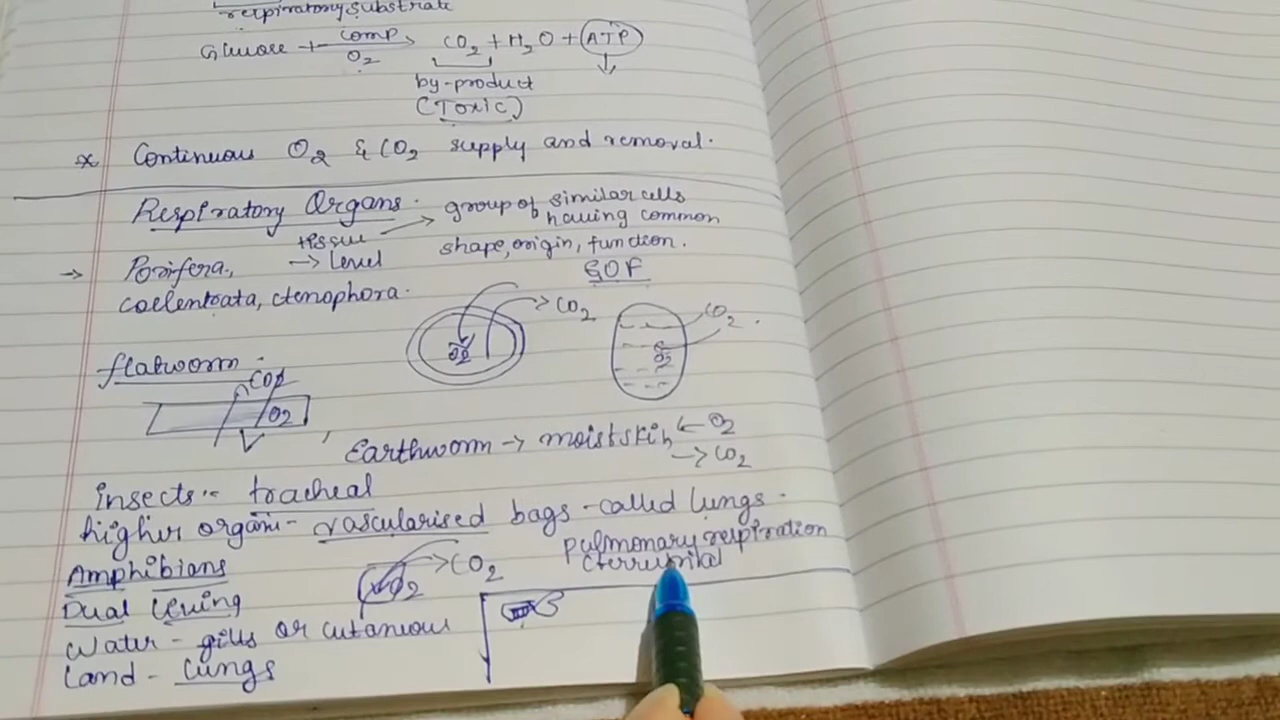 respiratory substrate
Glucose + comp O2 → CO2 + H2O + ATP
by-product
(Toxic)
* Continuous O2 & CO2 supply and removal.
Respiratory Organs.
tissue → group of similar cells
having common
shape, origin, function.
SOF
→ Porifera, → Level
coelentoata, ctenophora.
O2 → CO2
O2 CO2
flatworm
CO2
O2
Earthworm → moist skin ← O2
→ CO2
insects:- tracheal
higher organi- vascularised bags - called lungs.
pulmonary respiration
Amphibians
O2 → CO2
Dual living
Water - gills or cutaneous
Land - Lungs